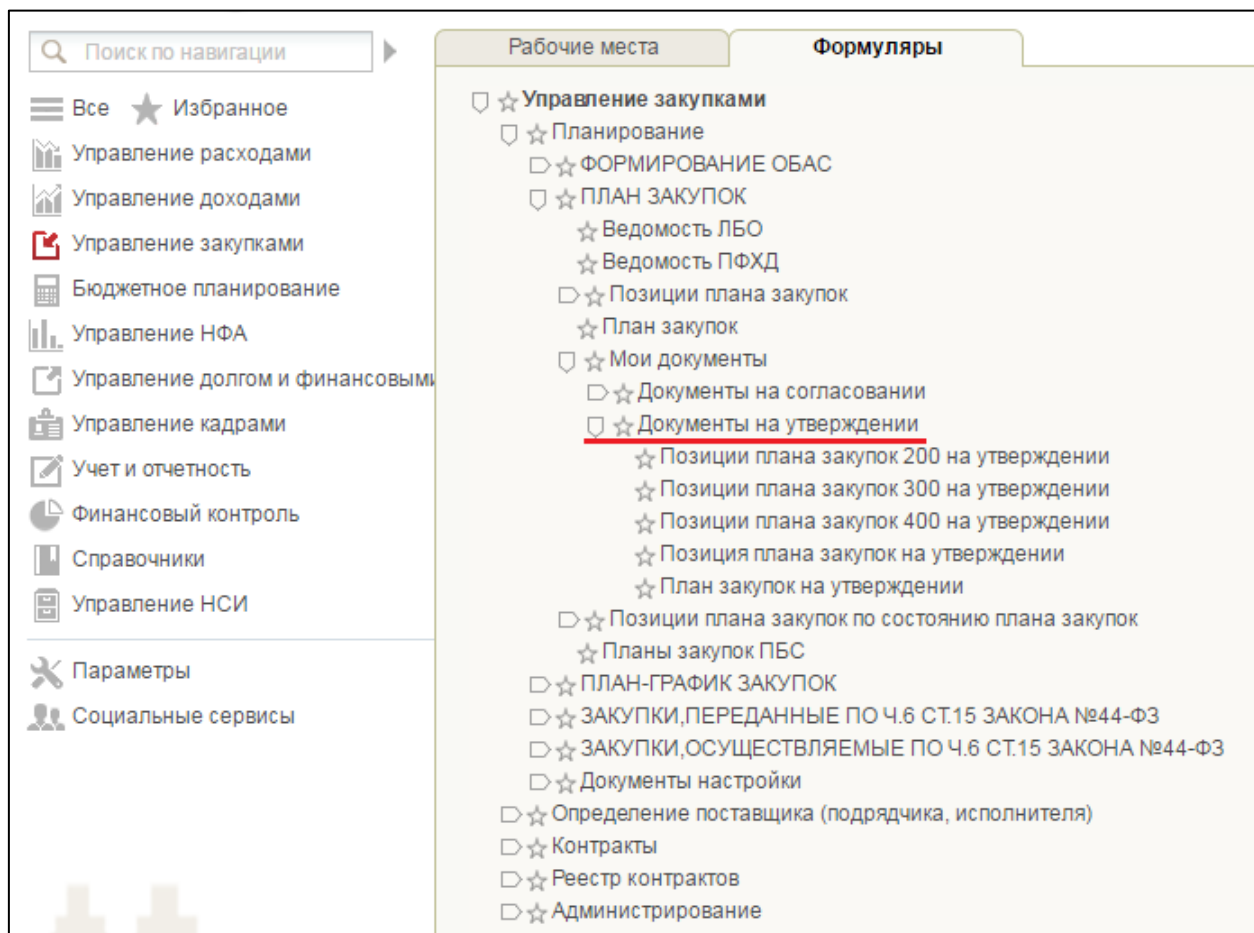 Поиск по навигации
Все Избранное
Управление расходами
Управление доходами
Управление закупками
Бюджетное планирование
Управление НФА
Управление долгом и финансовыми
Управление кадрами
Учет и отчетность
Финансовый контроль
Справочники
Управление НСИ
Параметры
Социальные сервисы
Рабочие места
Формуляры
Управление закупками
Планирование
ФОРМИРОВАНИЕ ОБАС
ПЛАН ЗАКУПОК
Ведомость ЛБО
Ведомость ПФХД
Позиции плана закупок
План закупок
Мои документы
Документы на согласовании
Документы на утверждении
Позиции плана закупок 200 на утверждении
Позиции плана закупок 300 на утверждении
Позиции плана закупок 400 на утверждении
Позиция плана закупок на утверждении
План закупок на утверждении
Позиции плана закупок по состоянию плана закупок
Планы закупок ПБС
ПЛАН-ГРАФИК ЗАКУПОК
ЗАКУПКИ,ПЕРЕДАННЫЕ ПО Ч.6 СТ.15 ЗАКОНА №44-ФЗ
ЗАКУПКИ,ОСУЩЕСТВЛЯЕМЫЕ ПО Ч.6 СТ.15 ЗАКОНА №44-ФЗ
Документы настройки
Определение поставщика (подрядчика, исполнителя)
Контракты
Реестр контрактов
Администрирование